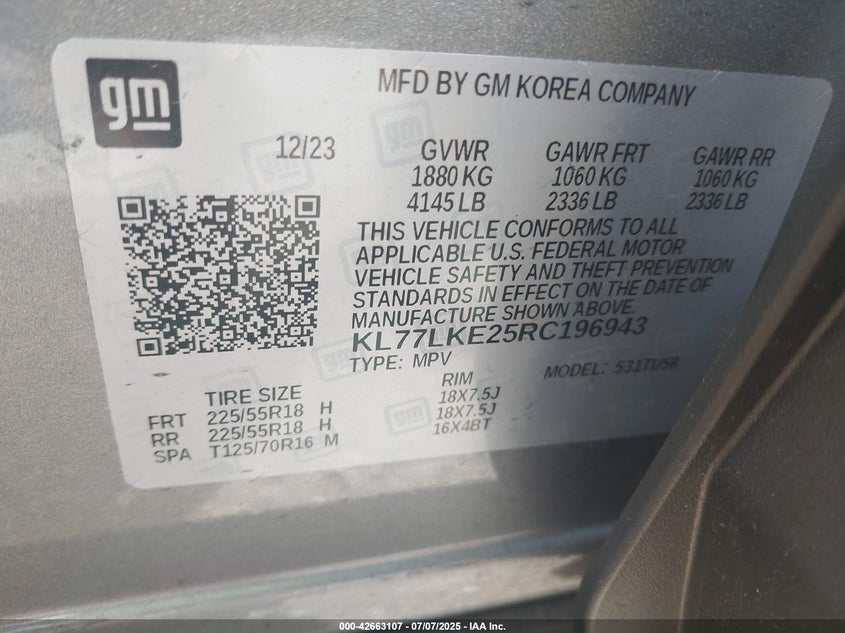 gm
MFD BY GM KOREA COMPANY
12/23
GVWR GAWR FRT GAWR RR
1880 KG 1060 KG 1060 KG
4145 LB 2336 LB 2336 LB
THIS VEHICLE CONFORMS TO ALL
APPLICABLE U.S. FEDERAL MOTOR
VEHICLE SAFETY AND THEFT PREVENTION
STANDARDS IN EFFECT ON THE DATE OF
MANUFACTURE SHOWN ABOVE.
KL77LKE25RC196943
TYPE: MPV MODEL: 531TU58
TIRE SIZE RIM
FRT 225/55R18 H 18X7.5J
RR 225/55R18 H 18X7.5J
SPA T125/70R16 M 16X4BT
000-42663107 - 07/07/2025 - IAA Inc.